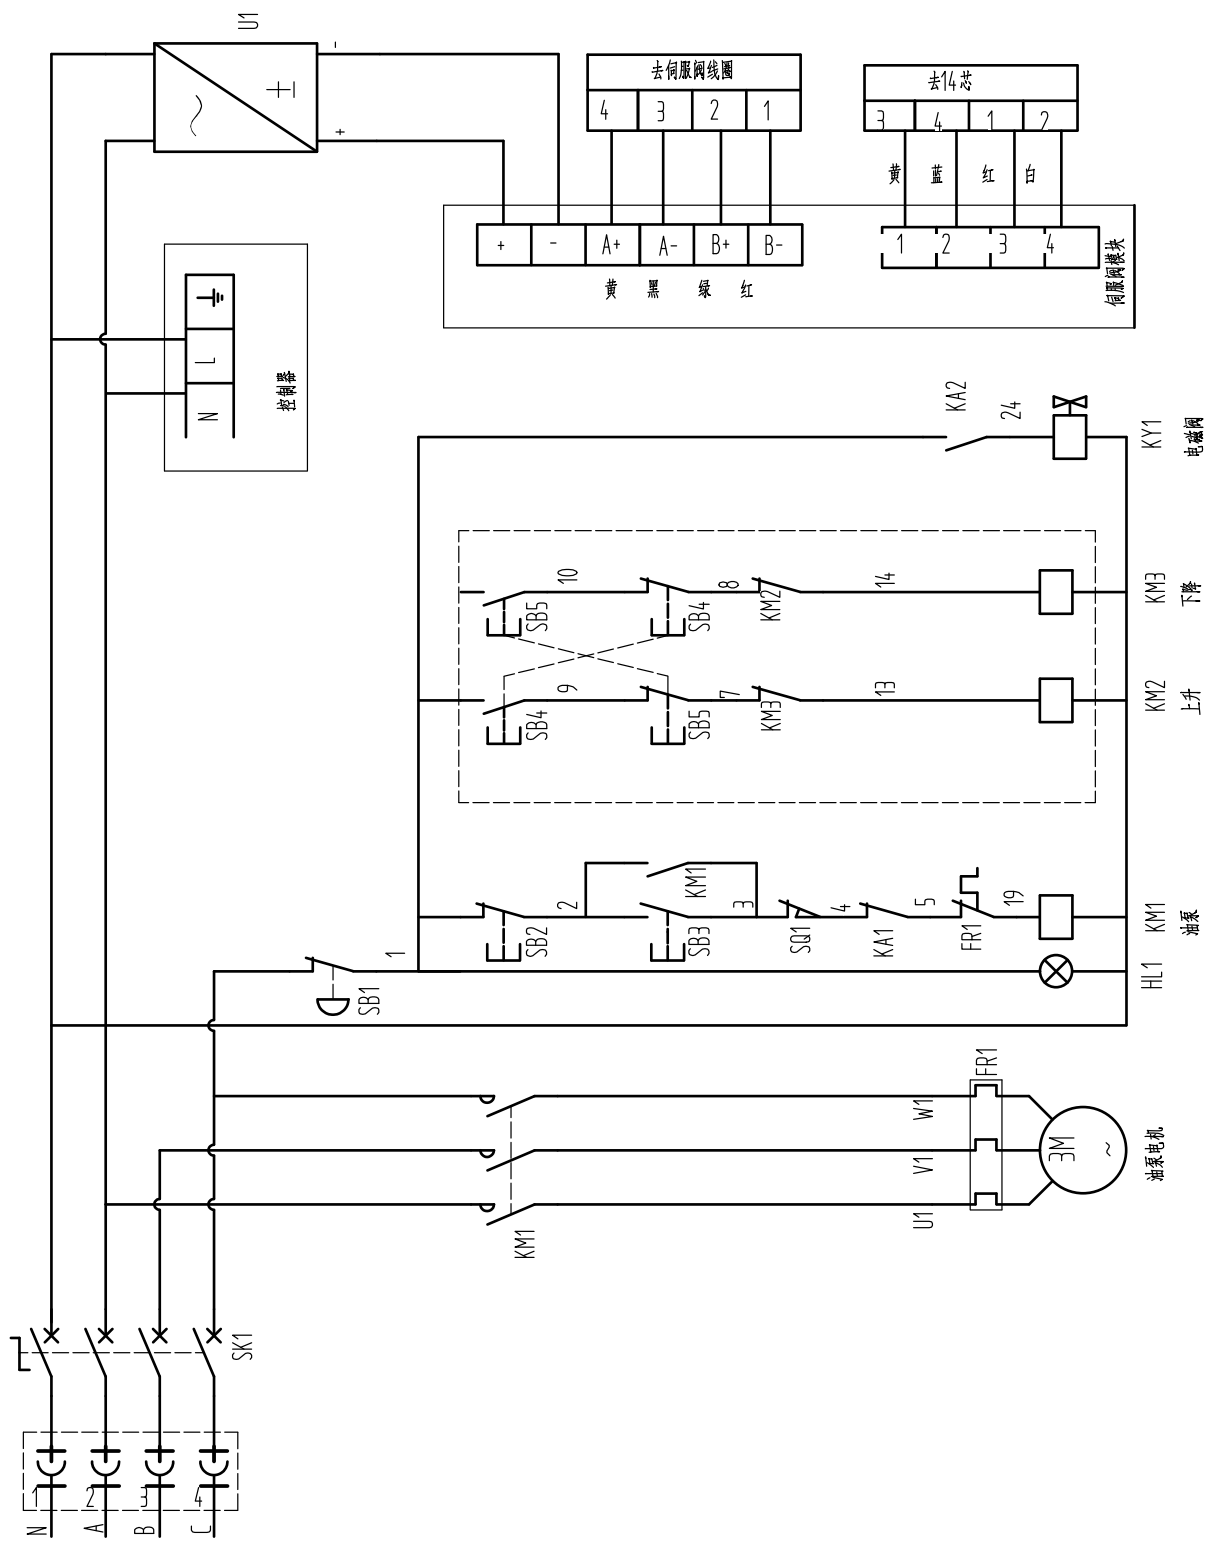 U1
-
+
去伺服阀线圈
4 3 2 1
去14芯
3 4 1 2
黄 蓝 红 白
+ - A+ A- B+ B-
1 2 3 4
黄 黑 绿 红
伺服阀模块
L
N
控制器
KA2
24
KY1
电磁阀
10
SB5
8
SB4
KM2
14
KM3
下降
9
SB4
7
SB5
KM3
13
KM2
上升
2
SB2
KM1
3
SB3
SQ1
4
KA1
5
FR1
19
KM1
油泵
1
SB1
HL1
FR1
W1
V1
U1
KM1
3M
~
油泵电机
SK1
1 2 3 4
N A B C